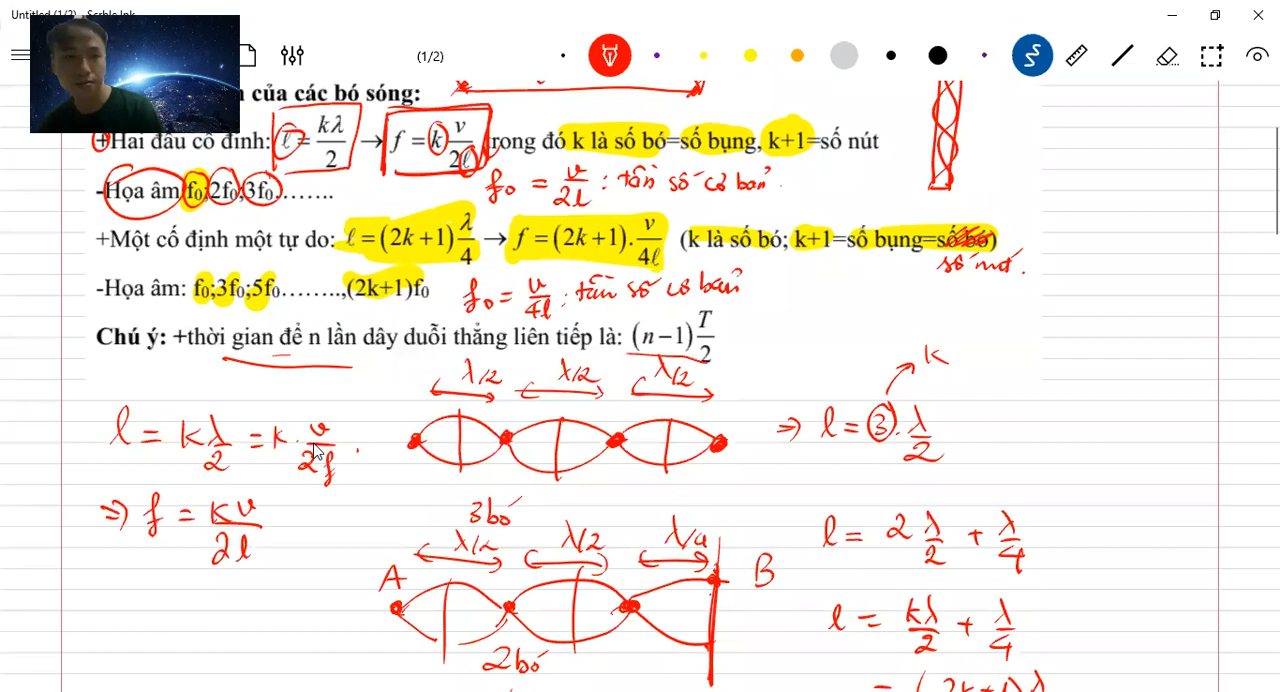 Untitled (1/2) - Scrble Ink
(1/2)
của các bó sóng:
+Hai đầu cố định: ℓ = kλ/2 → f = k v/2ℓ trong đó k là số bó=số bụng, k+1=số nút
f₀ = v/2l : tần số cơ bản.
-Họa âm f₀;2f₀;3f₀…….
+Một cố định một tự do: ℓ = (2k+1) λ/4 → f = (2k+1). v/4ℓ (k là số bó; k+1=số bụng=số bó)
số nút.
-Họa âm: f₀;3f₀;5f₀……..,(2k+1)f₀
f₀ = v/4l : tần số cơ bản
Chú ý: +thời gian để n lần dây duỗi thẳng liên tiếp là: (n−1) T/2
λ/2 λ/2 λ/2
k
l = kλ/2 = k. v/2f .
⇒ l = 3. λ/2
⇒ f = kv/2l
3bó
λ/2 λ/2 λ/4
l = 2 λ/2 + λ/4
A B
l = kλ/2 + λ/4
2bó